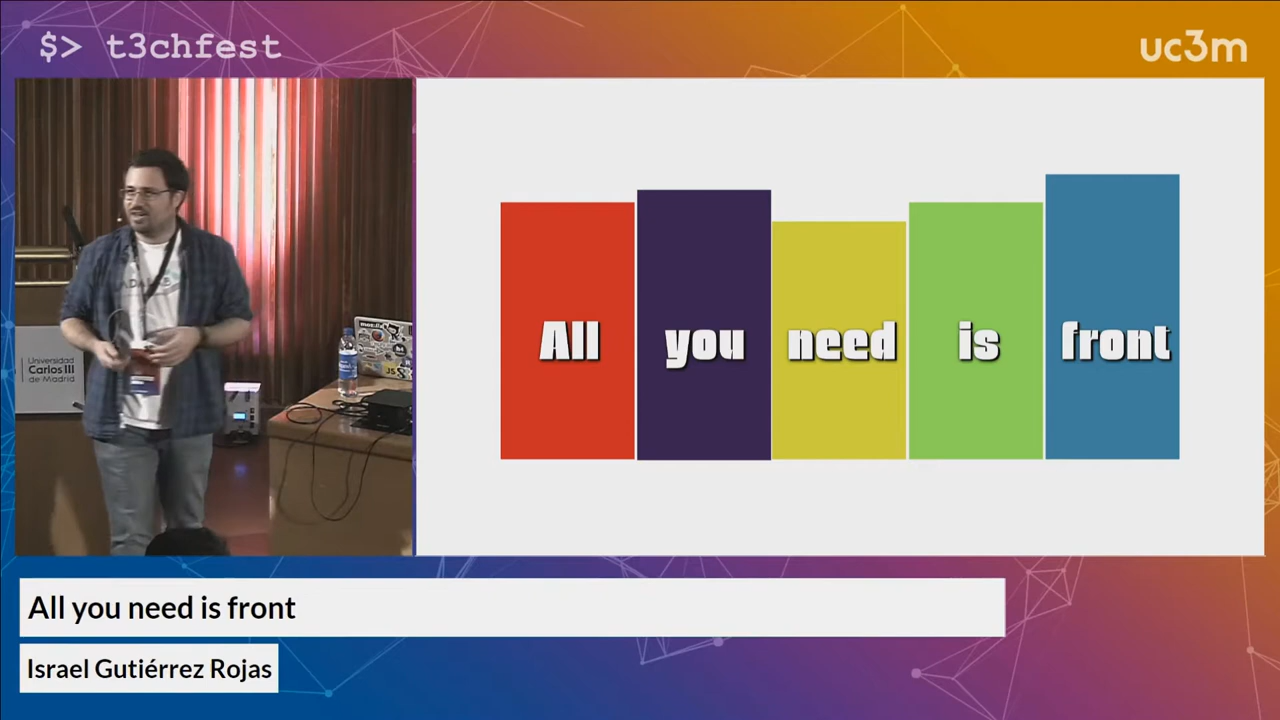 $> t3chfest
uc3m
All you need is front
Universidad
Carlos III
de Madrid
JS
All you need is front
Israel Gutiérrez Rojas